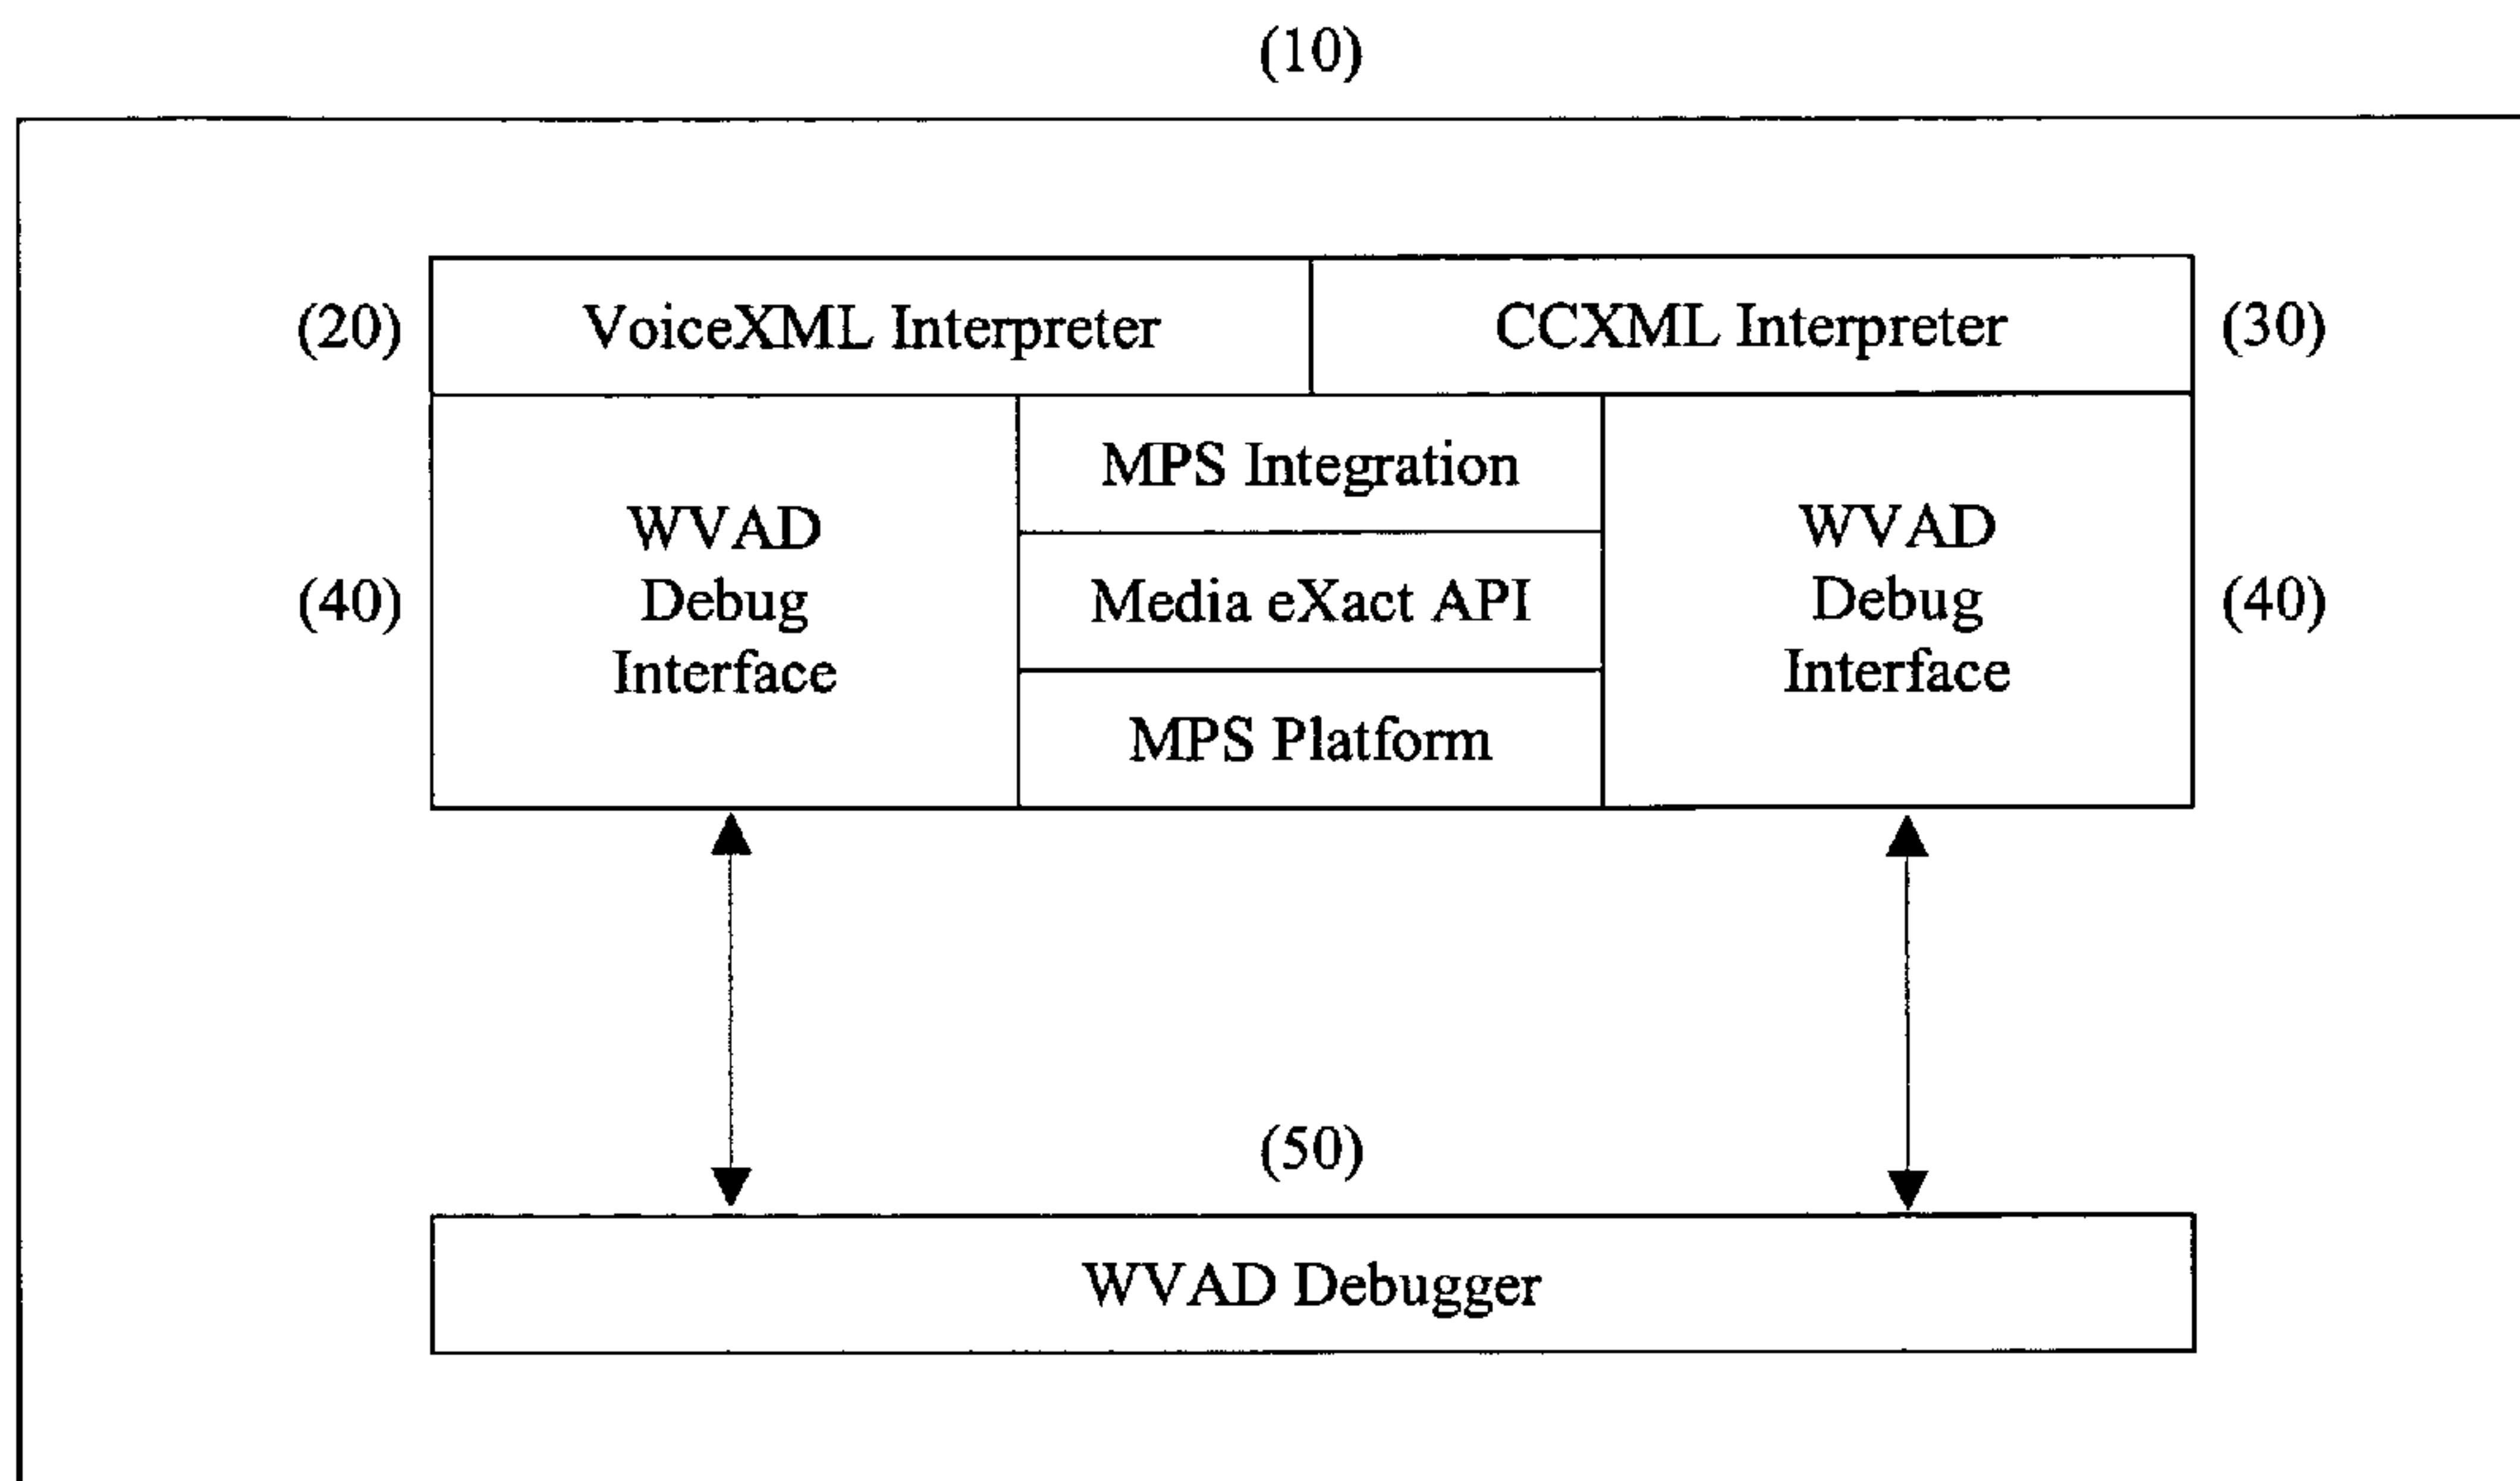 (10)
(20)
VoiceXML Interpreter
CCXML Interpreter
(30)
(40)
WVAD
Debug
Interface
MPS Integration
Media eXact API
MPS Platform
WVAD
Debug
Interface
(40)
(50)
WVAD Debugger